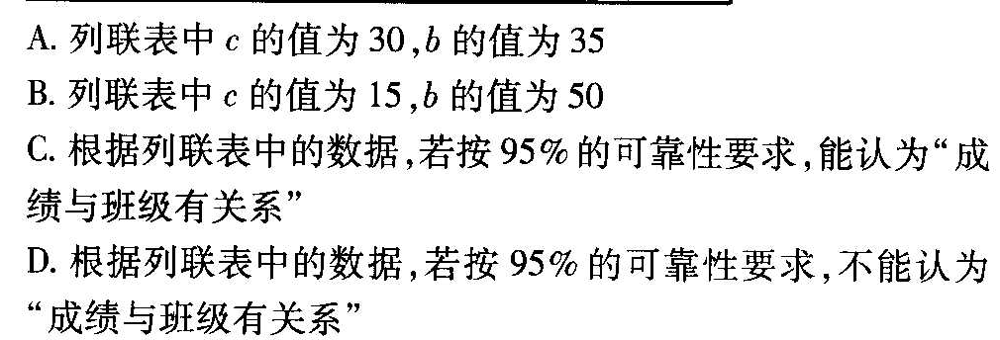 A. 列联表中 c 的值为 30,b 的值为 35
B. 列联表中 c 的值为 15,b 的值为 50
C. 根据列联表中的数据,若按 95% 的可靠性要求,能认为“成
绩与班级有关系”
D. 根据列联表中的数据,若按 95% 的可靠性要求,不能认为
“成绩与班级有关系”